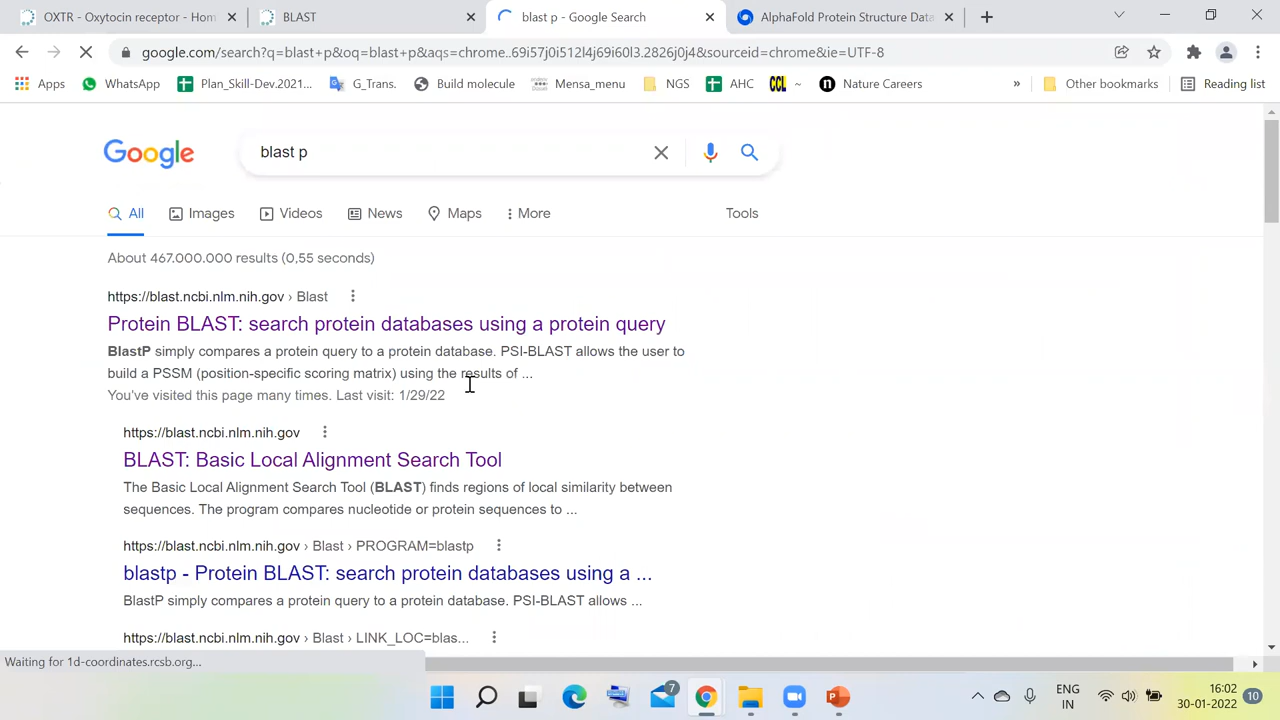 OXTR - Oxytocin receptor - Hom
BLAST
blast p - Google Search
AlphaFold Protein Structure Data
google.com/search?q=blast+p&oq=blast+p&aqs=chrome..69i57j0i512l4j69i60l3.2826j0j4&sourceid=chrome&ie=UTF-8
Apps
WhatsApp
Plan_Skill-Dev.2021...
G_Trans.
Build molecule
Mensa_menu
NGS
AHC
CCL
~
n
Nature Careers
»
Other bookmarks
Reading list
Google
blast p
All
Images
Videos
News
Maps
More
Tools
About 467.000.000 results (0,55 seconds)
https://blast.ncbi.nlm.nih.gov › Blast
Protein BLAST: search protein databases using a protein query
BlastP simply compares a protein query to a protein database. PSI-BLAST allows the user to
build a PSSM (position-specific scoring matrix) using the results of ...
You've visited this page many times. Last visit: 1/29/22
https://blast.ncbi.nlm.nih.gov
BLAST: Basic Local Alignment Search Tool
The Basic Local Alignment Search Tool (BLAST) finds regions of local similarity between
sequences. The program compares nucleotide or protein sequences to ...
https://blast.ncbi.nlm.nih.gov › Blast › PROGRAM=blastp
blastp - Protein BLAST: search protein databases using a ...
BlastP simply compares a protein query to a protein database. PSI-BLAST allows ...
https://blast.ncbi.nlm.nih.gov › Blast › LINK_LOC=blas...
Waiting for 1d-coordinates.rcsb.org...
7
ENG
IN
16:02
30-01-2022
10